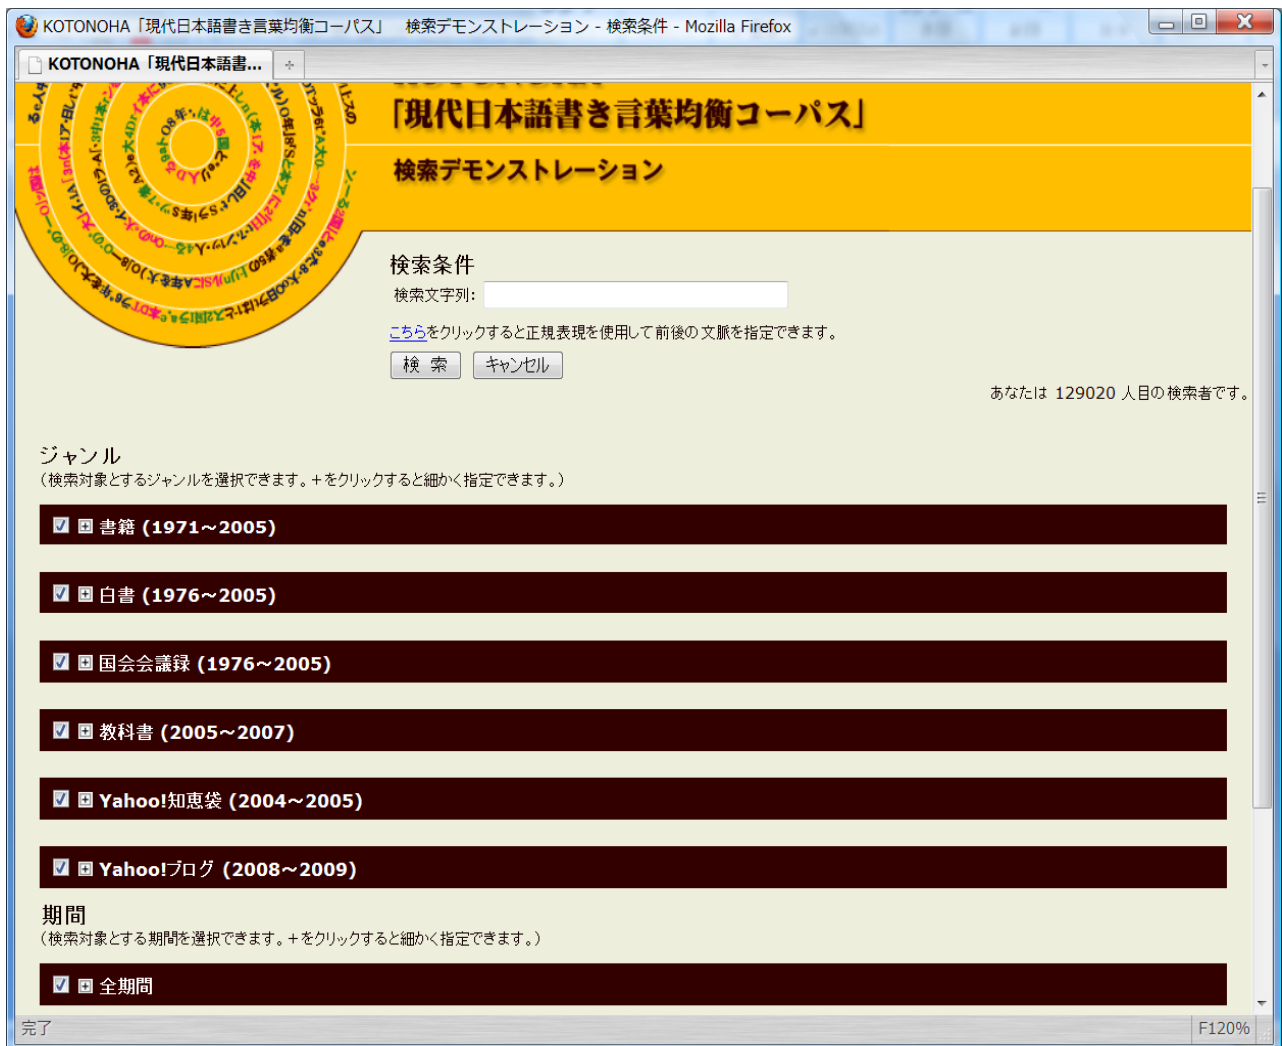 KOTONOHA「現代日本語書き言葉均衡コーパス」 検索デモンストレーション - 検索条件 - Mozilla Firefox
KOTONOHA「現代日本語書...
「現代日本語書き言葉均衡コーパス」
検索デモンストレーション
検索条件
検索文字列:
こちらをクリックすると正規表現を使用して前後の文脈を指定できます。
検 索 キャンセル
あなたは 129020 人目の検索者です。
ジャンル
(検索対象とするジャンルを選択できます。+をクリックすると細かく指定できます。)
書籍 (1971～2005)
白書 (1976～2005)
国会会議録 (1976～2005)
教科書 (2005～2007)
Yahoo!知恵袋 (2004～2005)
Yahoo!ブログ (2008～2009)
期間
(検索対象とする期間を選択できます。+をクリックすると細かく指定できます。)
全期間
完了 F120%